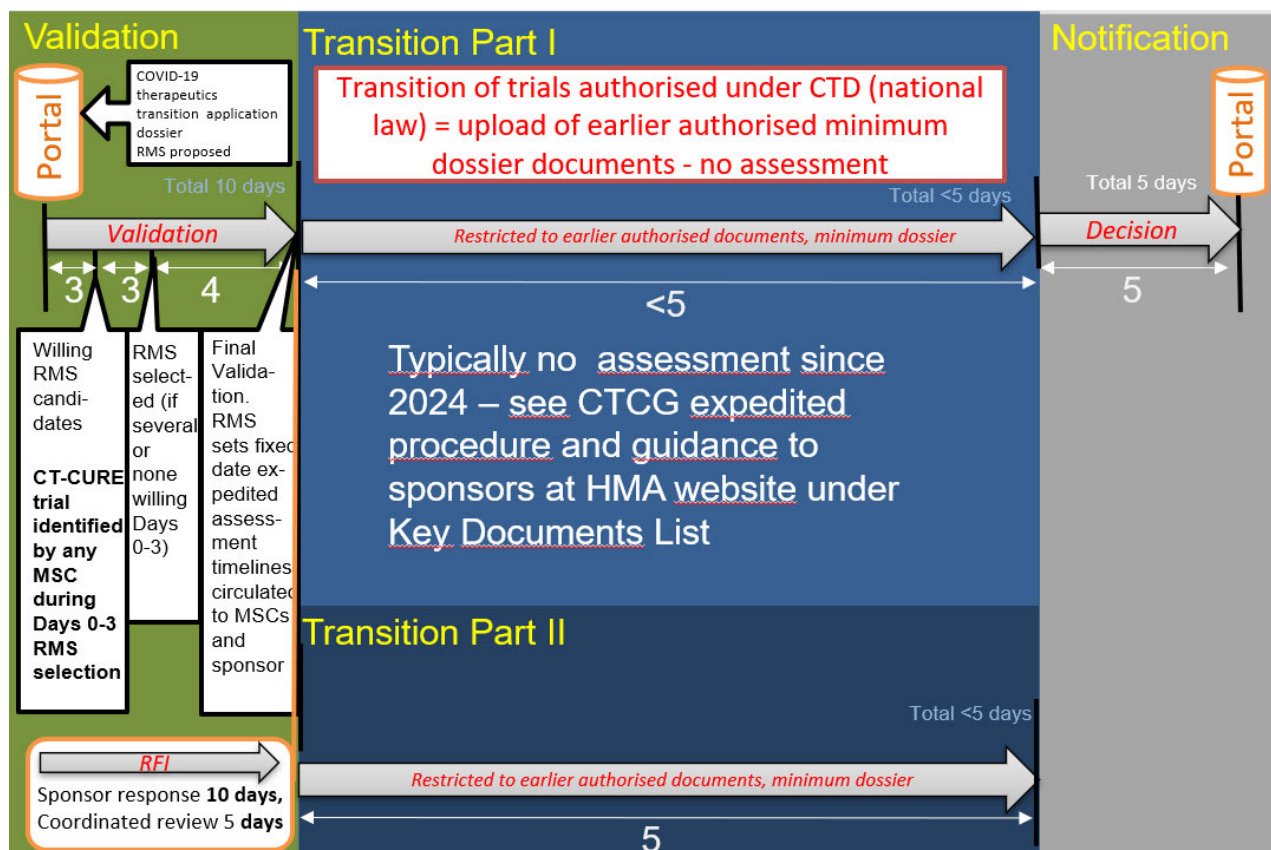 Validation
Portal
COVID-19
therapeutics
transition application
dossier
RMS proposed
Total 10 days
Validation
3
3
4
Willing
RMS
candi-
dates
CT-CURE
trial
identified
by any
MSC
during
Days 0-3
RMS
selection
RMS
select-
ed (if
several
or
none
willing
Days
0-3)
Final
Valida-
tion.
RMS
sets fixed
date ex-
pedited
assess-
ment
timelines
circulated
to MSCs
and
sponsor
RFI
Sponsor response 10 days,
Coordinated review 5 days
Transition Part I
Transition of trials authorised under CTD (national
law) = upload of earlier authorised minimum
dossier documents - no assessment
Total <5 days
Restricted to earlier authorised documents, minimum dossier
<5
Typically no assessment since
2024 – see CTCG expedited
procedure and guidance to
sponsors at HMA website under
Key Documents List
Transition Part II
Total <5 days
Restricted to earlier authorised documents, minimum dossier
5
Notification
Portal
Total 5 days
Decision
5